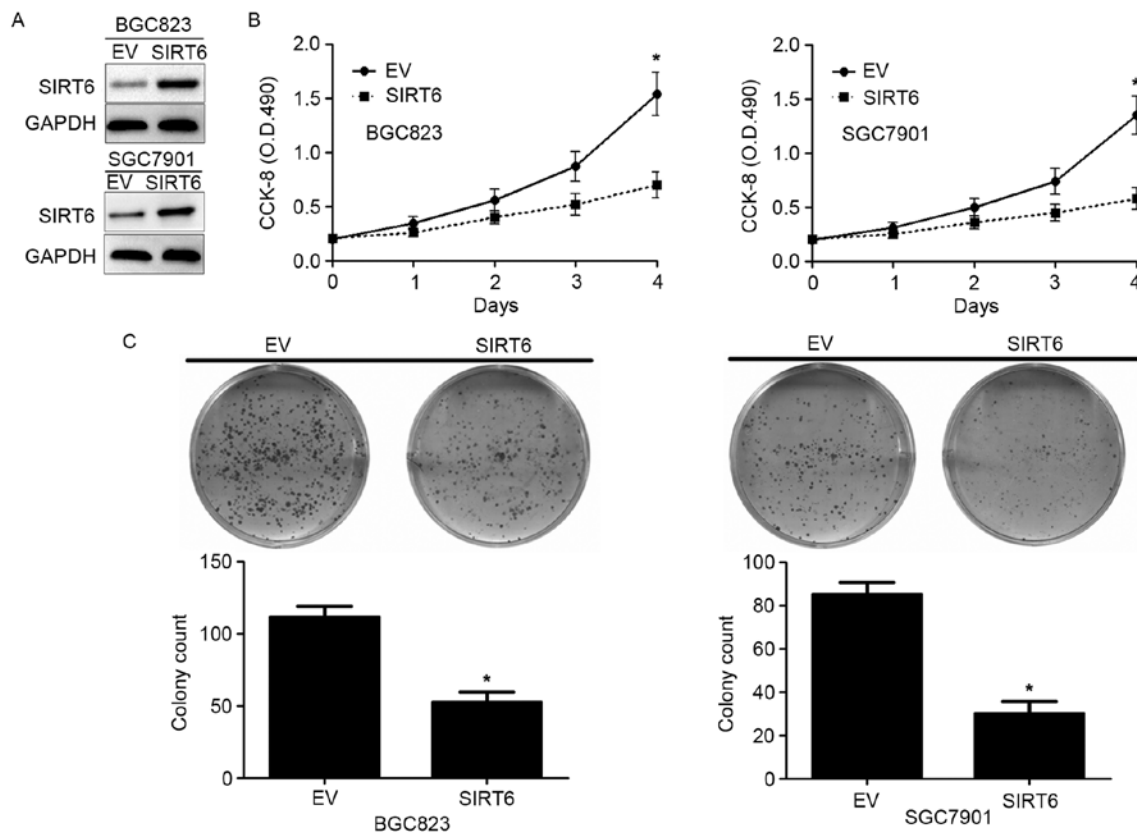 A
BGC823
EV SIRT6
SIRT6
GAPDH
SGC7901
EV SIRT6
SIRT6
GAPDH
B
CCK-8 (O.D.490)
2.0
1.5
1.0
0.5
0.0
EV
SIRT6
BGC823
*
0 1 2 3 4
Days
CCK-8 (O.D.490)
2.0
1.5
1.0
0.5
0.0
EV
SIRT6
SGC7901
*
0 1 2 3 4
Days
C
EV SIRT6
Colony count
150
100
50
0
*
EV SIRT6
BGC823
EV SIRT6
Colony count
100
80
60
40
20
0
*
EV SIRT6
SGC7901